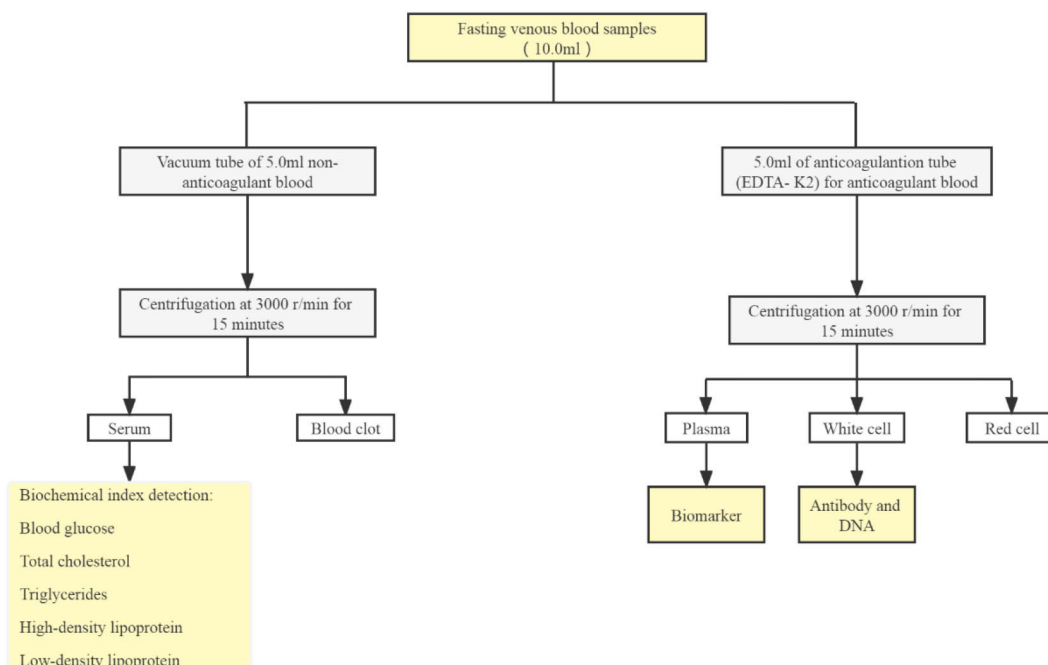 Fasting venous blood samples
( 10.0ml )
Vacuum tube of 5.0ml non-
anticoagulant blood
5.0ml of anticoagulantion tube
(EDTA- K2) for anticoagulant blood
Centrifugation at 3000 r/min for
15 minutes
Centrifugation at 3000 r/min for
15 minutes
Serum
Blood clot
Plasma
White cell
Red cell
Biochemical index detection:
Blood glucose
Total cholesterol
Triglycerides
High-density lipoprotein
Low-density lipoprotein
Biomarker
Antibody and
DNA